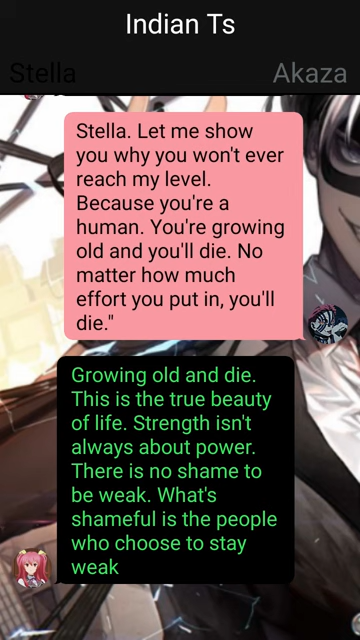 Indian Ts
Stella
Akaza
Stella. Let me show
you why you won't ever
reach my level.
Because you're a
human. You're growing
old and you'll die. No
matter how much
effort you put in, you'll
die."
Growing old and die.
This is the true beauty
of life. Strength isn't
always about power.
There is no shame to
be weak. What's
shameful is the people
who choose to stay
weak